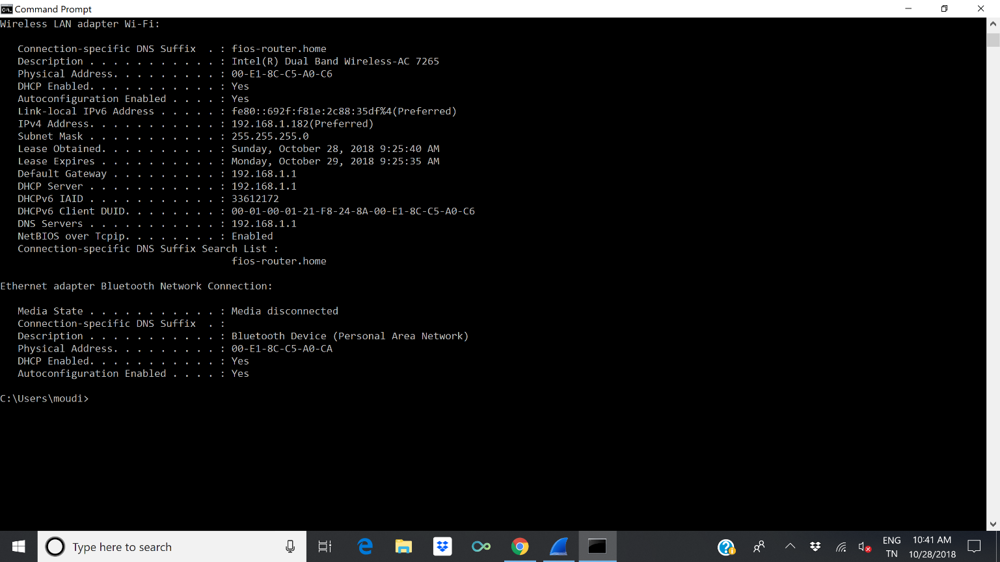 Command Prompt
Wireless LAN adapter Wi-Fi:
   Connection-specific DNS Suffix  . : fios-router.home
   Description . . . . . . . . . . . : Intel(R) Dual Band Wireless-AC 7265
   Physical Address. . . . . . . . . : 00-E1-8C-C5-A0-C6
   DHCP Enabled. . . . . . . . . . . : Yes
   Autoconfiguration Enabled . . . . : Yes
   Link-local IPv6 Address . . . . . : fe80::692f:f81e:2c88:35df%4(Preferred)
   IPv4 Address. . . . . . . . . . . : 192.168.1.182(Preferred)
   Subnet Mask . . . . . . . . . . . : 255.255.255.0
   Lease Obtained. . . . . . . . . . : Sunday, October 28, 2018 9:25:40 AM
   Lease Expires . . . . . . . . . . : Monday, October 29, 2018 9:25:35 AM
   Default Gateway . . . . . . . . . : 192.168.1.1
   DHCP Server . . . . . . . . . . . : 192.168.1.1
   DHCPv6 IAID . . . . . . . . . . . : 33612172
   DHCPv6 Client DUID. . . . . . . . : 00-01-00-01-21-F8-24-8A-00-E1-8C-C5-A0-C6
   DNS Servers . . . . . . . . . . . : 192.168.1.1
   NetBIOS over Tcpip. . . . . . . . : Enabled
   Connection-specific DNS Suffix Search List :
                                       fios-router.home
Ethernet adapter Bluetooth Network Connection:
   Media State . . . . . . . . . . . : Media disconnected
   Connection-specific DNS Suffix  . :
   Description . . . . . . . . . . . : Bluetooth Device (Personal Area Network)
   Physical Address. . . . . . . . . : 00-E1-8C-C5-A0-CA
   DHCP Enabled. . . . . . . . . . . : Yes
   Autoconfiguration Enabled . . . . : Yes
C:\Users\moudi>
Type here to search
ENG 10:41 AM
TN 10/28/2018